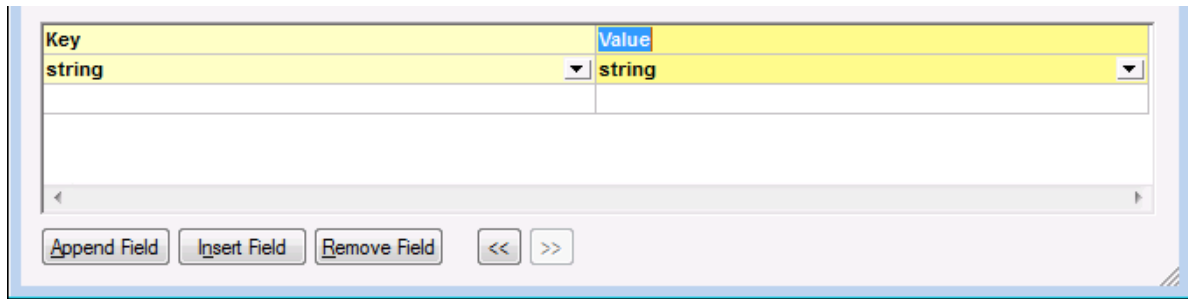 Key Value
string string
Append Field Insert Field Remove Field << >>